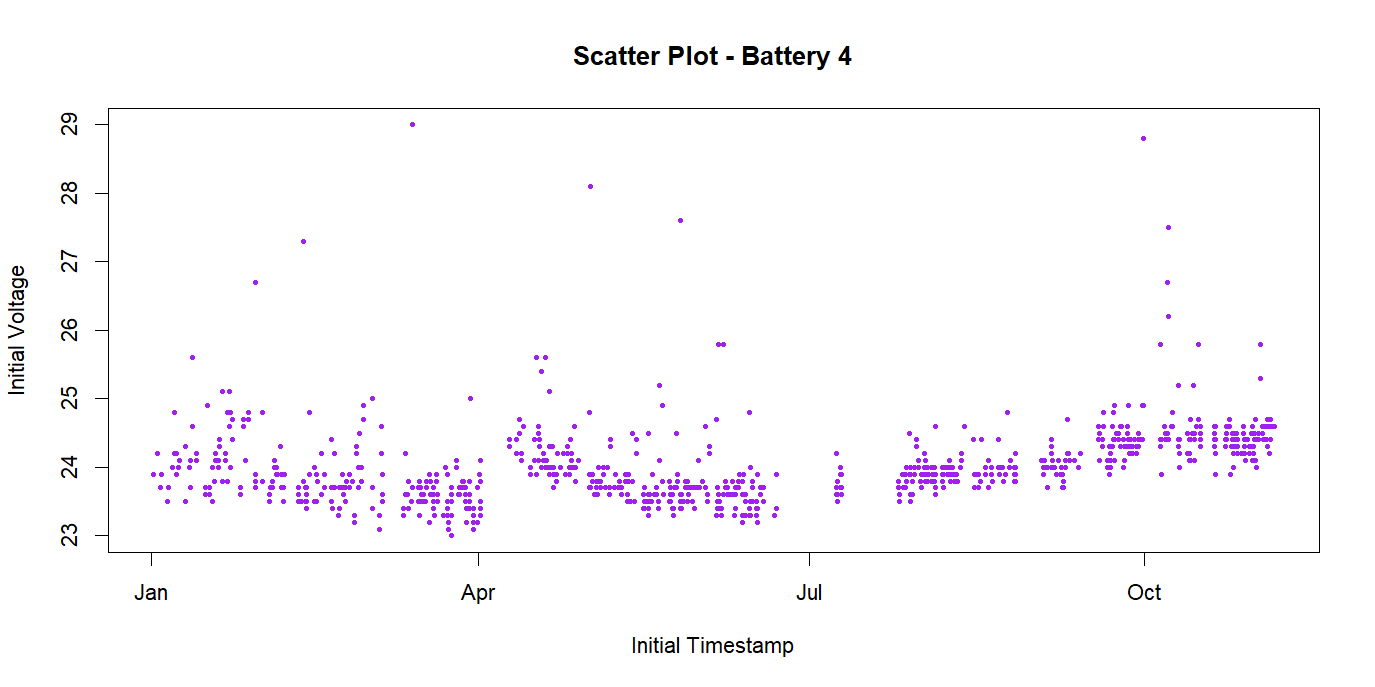 Scatter Plot - Battery 4
Initial Voltage
29
28
27
26
25
24
23
Jan Apr Jul Oct
Initial Timestamp